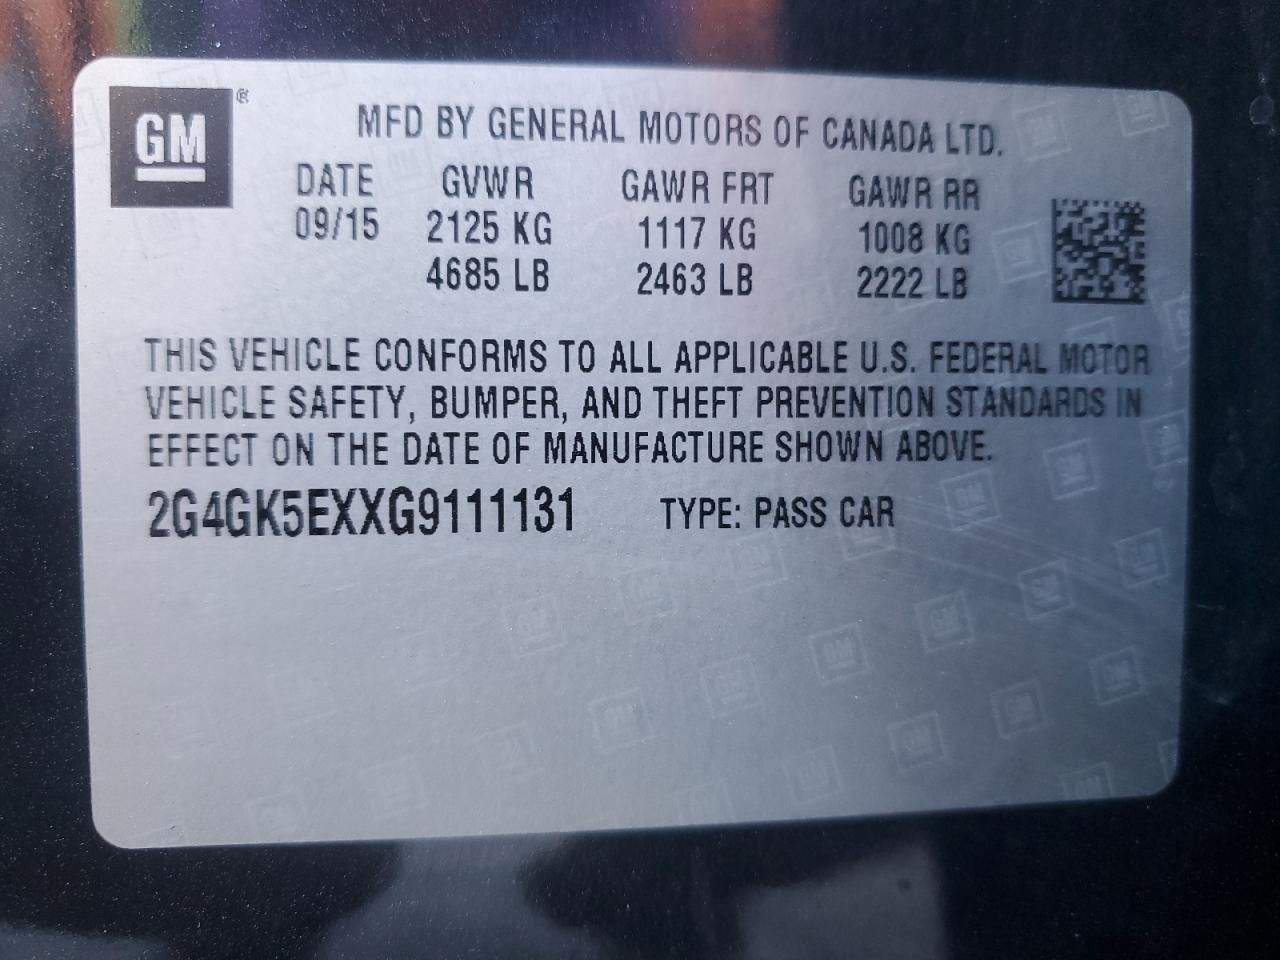 GM
MFD BY GENERAL MOTORS OF CANADA LTD.
DATE GVWR GAWR FRT GAWR RR
09/15 2125 KG 1117 KG 1008 KG
4685 LB 2463 LB 2222 LB
THIS VEHICLE CONFORMS TO ALL APPLICABLE U.S. FEDERAL MOTOR
VEHICLE SAFETY, BUMPER, AND THEFT PREVENTION STANDARDS IN
EFFECT ON THE DATE OF MANUFACTURE SHOWN ABOVE.
2G4GK5EXXG9111131 TYPE: PASS CAR